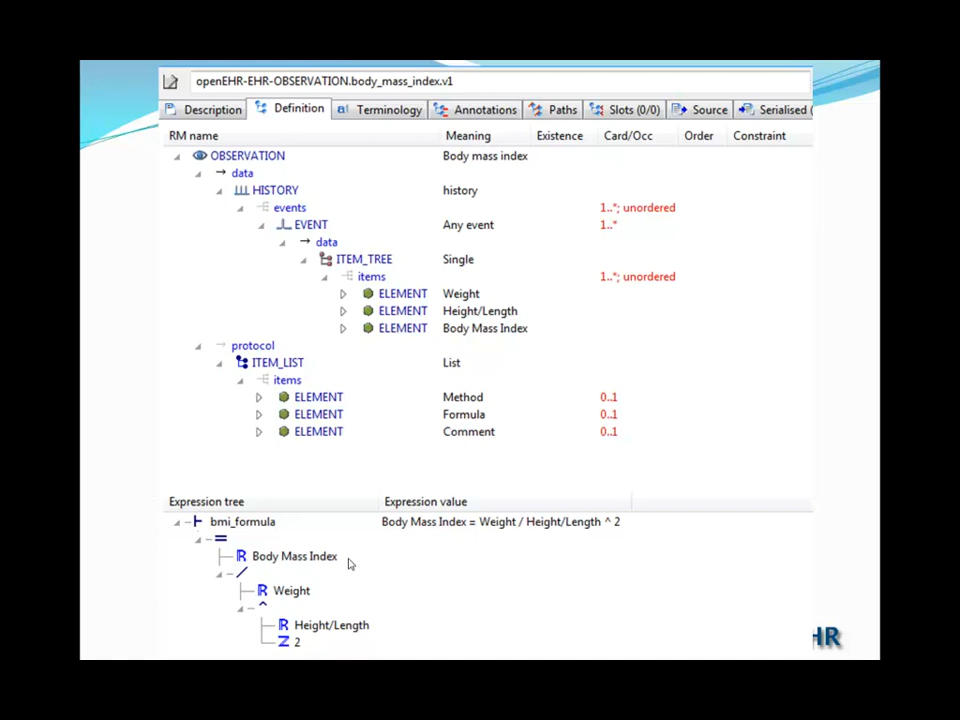 openEHR-EHR-OBSERVATION.body_mass_index.v1
Description Definition Terminology Annotations Paths Slots (0/0) Source Serialised (
RM name Meaning Existence Card/Occ Order Constraint
OBSERVATION Body mass index
data
HISTORY history
events 1..*; unordered
EVENT Any event 1..*
data
ITEM_TREE Single
items 1..*; unordered
ELEMENT Weight
ELEMENT Height/Length
ELEMENT Body Mass Index
protocol
ITEM_LIST List
items
ELEMENT Method 0..1
ELEMENT Formula 0..1
ELEMENT Comment 0..1
Expression tree Expression value
bmi_formula Body Mass Index = Weight / Height/Length ^ 2
=
R Body Mass Index
/
R Weight
^
R Height/Length
Z 2
HR